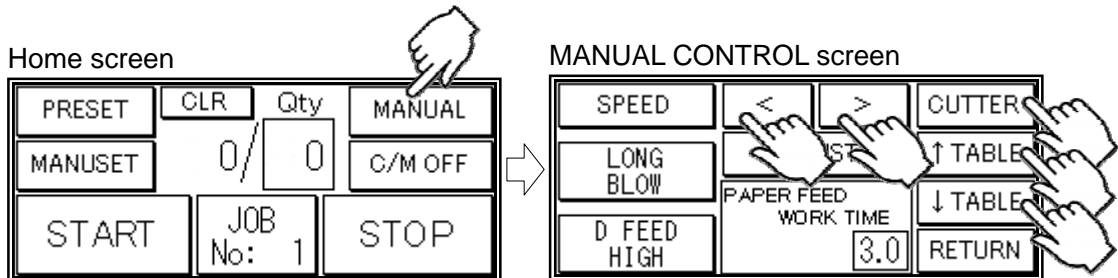 Home screen
PRESET
CLR
Qty
MANUAL
MANUSET
0/ 0
C/M OFF
START
JOB
No: 1
STOP
MANUAL CONTROL screen
SPEED
<
>
CUTTER
LONG
BLOW
↑ TABLE
PAPER FEED
WORK TIME
3.0
↓ TABLE
D FEED
HIGH
RETURN